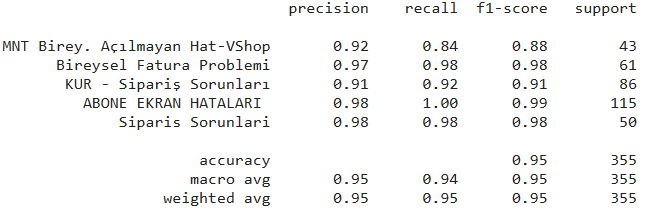 precision recall f1-score support
MNT Birey. Açılmayan Hat-VShop 0.92 0.84 0.88 43
Bireysel Fatura Problemi 0.97 0.98 0.98 61
KUR - Sipariş Sorunları 0.91 0.92 0.91 86
ABONE EKRAN HATALARI 0.98 1.00 0.99 115
Siparis Sorunlari 0.98 0.98 0.98 50
accuracy 0.95 355
macro avg 0.95 0.94 0.95 355
weighted avg 0.95 0.95 0.95 355